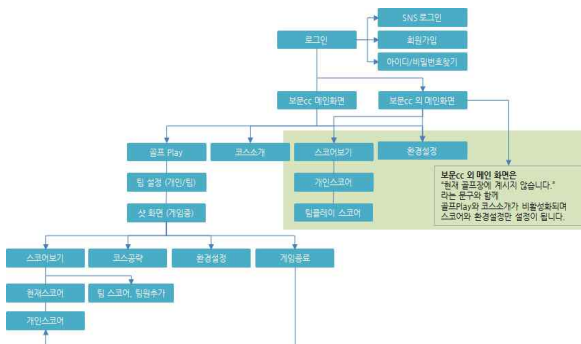 SNS 로그인
로그인
회원가입
아이디/비밀번호찾기
보문cc 메인화면
보문cc 외 메인화면
골프 Play
코스소개
스코어보기
환경설정
팀 설정 (개인/팀)
개인스코어
샷 화면 (게임중)
팀플레이 스코어
보문cc 외 메인 화면은
"현재 골프장에 계시지 않습니다."
라는 문구와 함께
골프Play와 코스소개가 비활성화되며
스코어와 환경설정만 설정이 됩니다.
스코어보기
코스공략
환경설정
게임종료
현재스코어
팀 스코어, 팀원추가
개인스코어